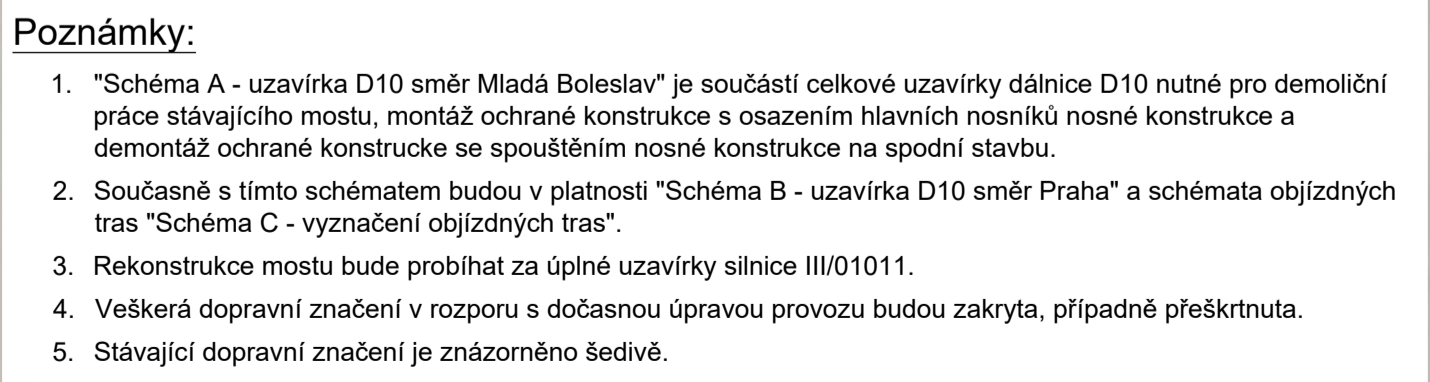 Poznámky:
1. "Schéma A - uzavírka D10 směr Mladá Boleslav" je součástí celkové uzavírky dálnice D10 nutné pro demoliční
práce stávajícího mostu, montáž ochrané konstrukce s osazením hlavních nosníků nosné konstrukce a
demontáž ochrané konstrucke se spouštěním nosné konstrukce na spodní stavbu.
2. Současně s tímto schématem budou v platnosti "Schéma B - uzavírka D10 směr Praha" a schémata objízdných
tras "Schéma C - vyznačení objízdných tras".
3. Rekonstrukce mostu bude probíhat za úplné uzavírky silnice III/01011.
4. Veškerá dopravní značení v rozporu s dočasnou úpravou provozu budou zakryta, případně přeškrtnuta.
5. Stávající dopravní značení je znázorněno šedivě.